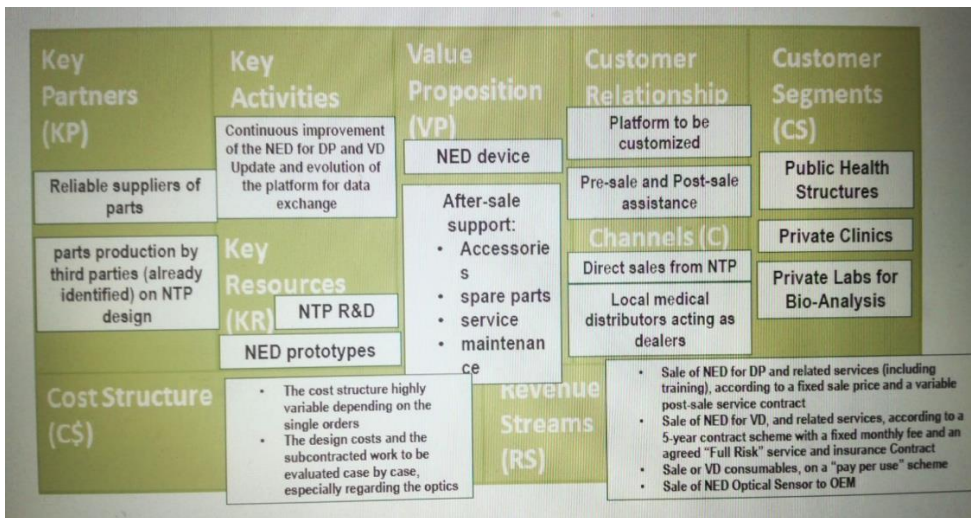 Key
Partners
(KP)
Reliable suppliers of
parts
parts production by
third parties (already
identified) on NTP
design
Key
Activities
Continuous improvement
of the NED for DP and VD
Update and evolution of
the platform for data
exchange
Key
Resources
(KR)
NTP R&D
NED prototypes
Value
Proposition
(VP)
NED device
After-sale
support:
• Accessorie
s
• spare parts
• service
• maintenan
ce
Customer
Relationship
Platform to be
customized
Pre-sale and Post-sale
assistance
Channels (C)
Direct sales from NTP
Local medical
distributors acting as
dealers
Customer
Segments
(CS)
Public Health
Structures
Private Clinics
Private Labs for
Bio-Analysis
Cost Structure
(C$)
• The cost structure highly
variable depending on the
single orders
• The design costs and the
subcontracted work to be
evaluated case by case,
especially regarding the optics
Revenue
Streams
(RS)
• Sale of NED for DP and related services (including
training), according to a fixed sale price and a variable
post-sale service contract
• Sale of NED for VD, and related services, according to a
5-year contract scheme with a fixed monthly fee and an
agreed "Full Risk" service and insurance Contract
• Sale or VD consumables, on a "pay per use" scheme
• Sale of NED Optical Sensor to OEM